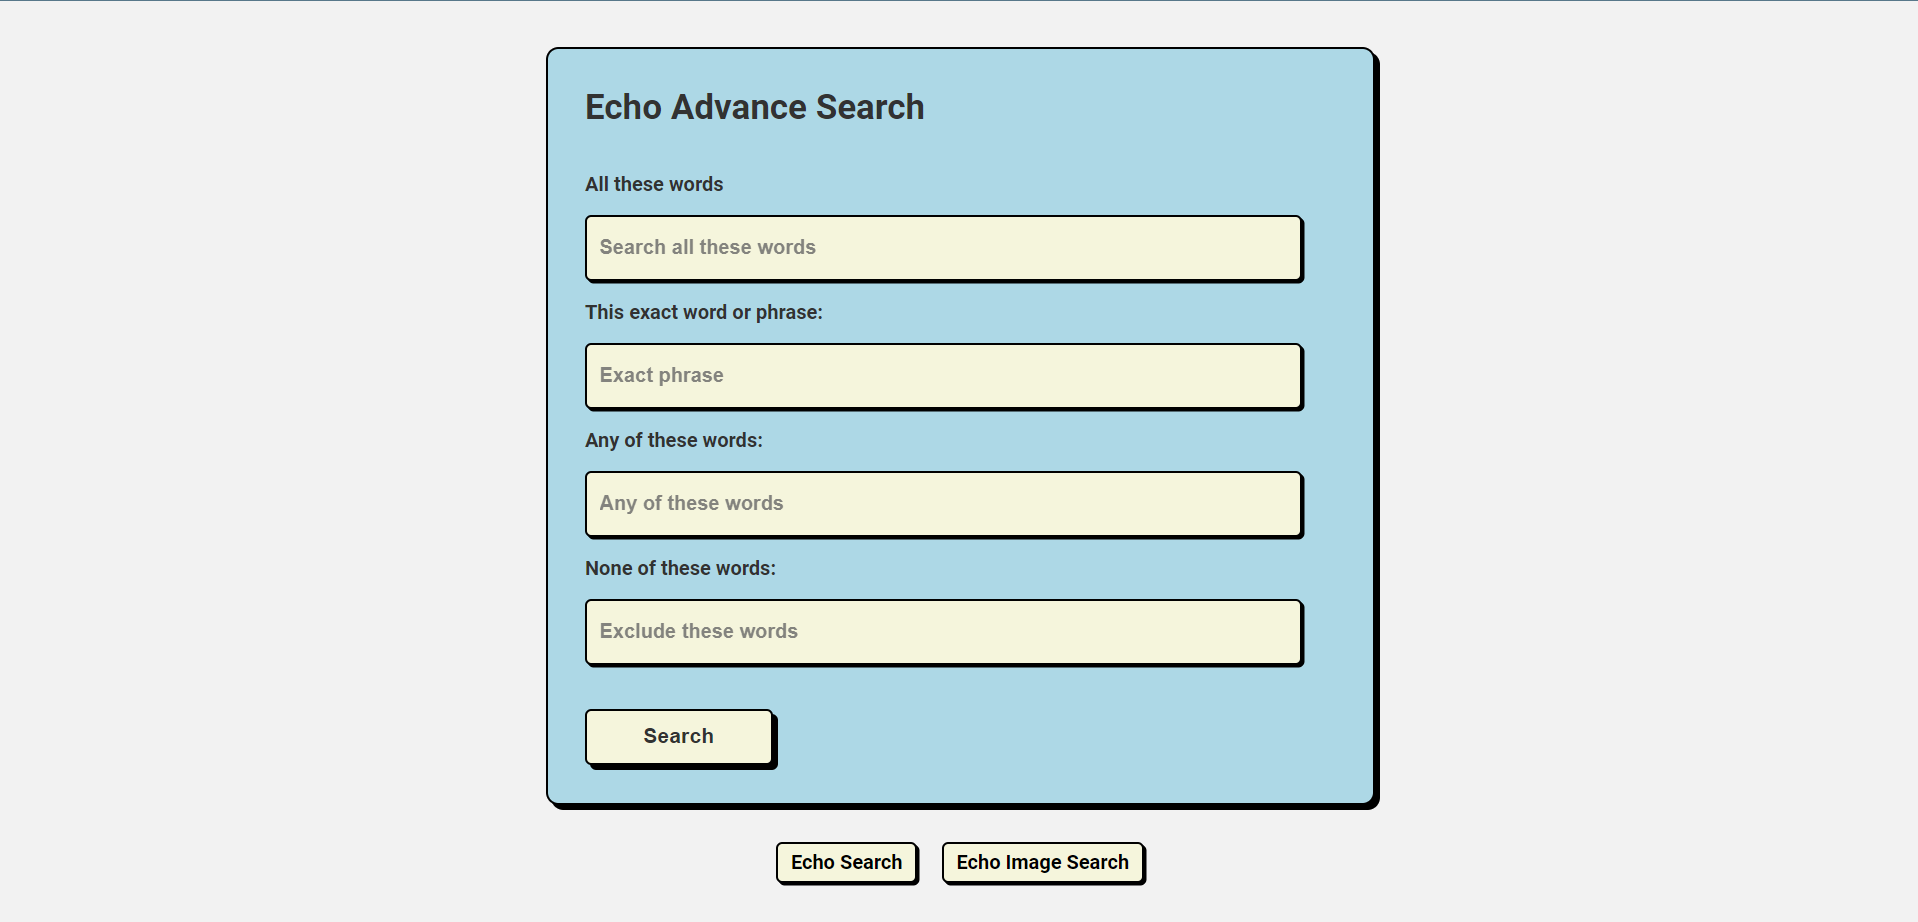 Echo Advance Search
All these words
Search all these words
This exact word or phrase:
Exact phrase
Any of these words:
Any of these words
None of these words:
Exclude these words
Search
Echo Search
Echo Image Search